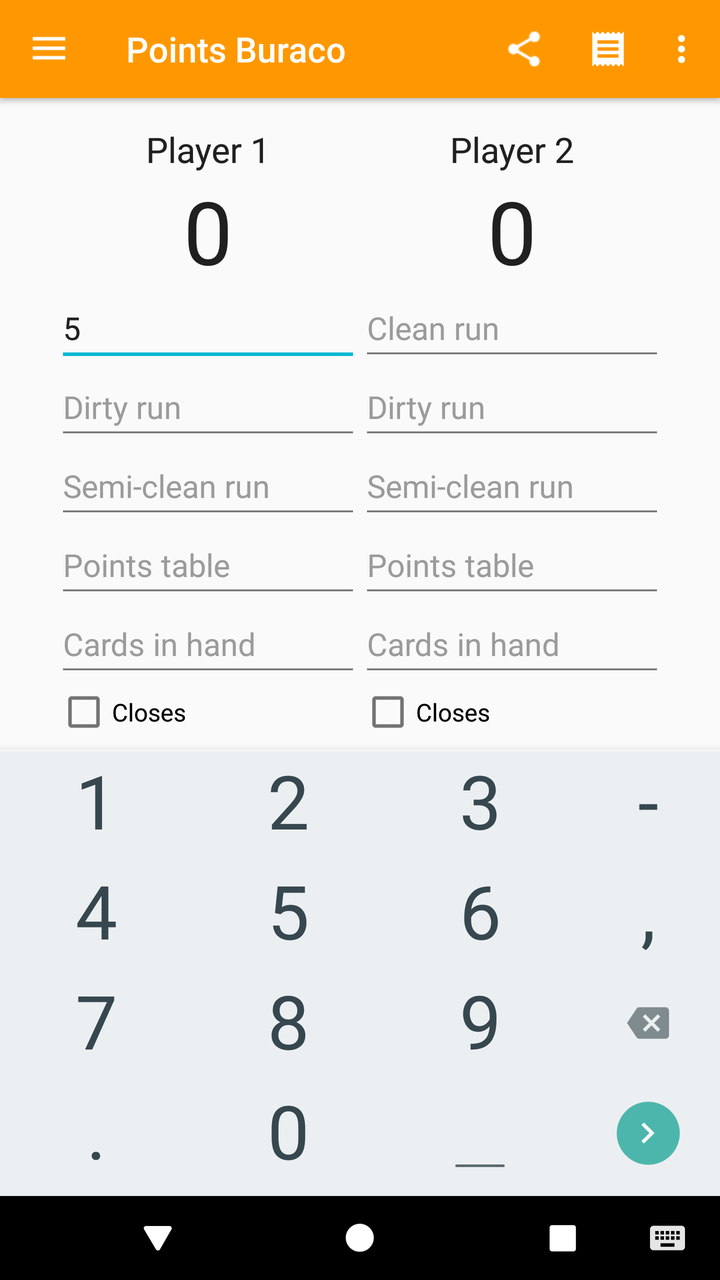 Points Buraco
Player 1 Player 2
0 0
5 Clean run
Dirty run Dirty run
Semi-clean run Semi-clean run
Points table Points table
Cards in hand Cards in hand
Closes Closes
1 2 3 -
4 5 6 ,
7 8 9
. 0 _